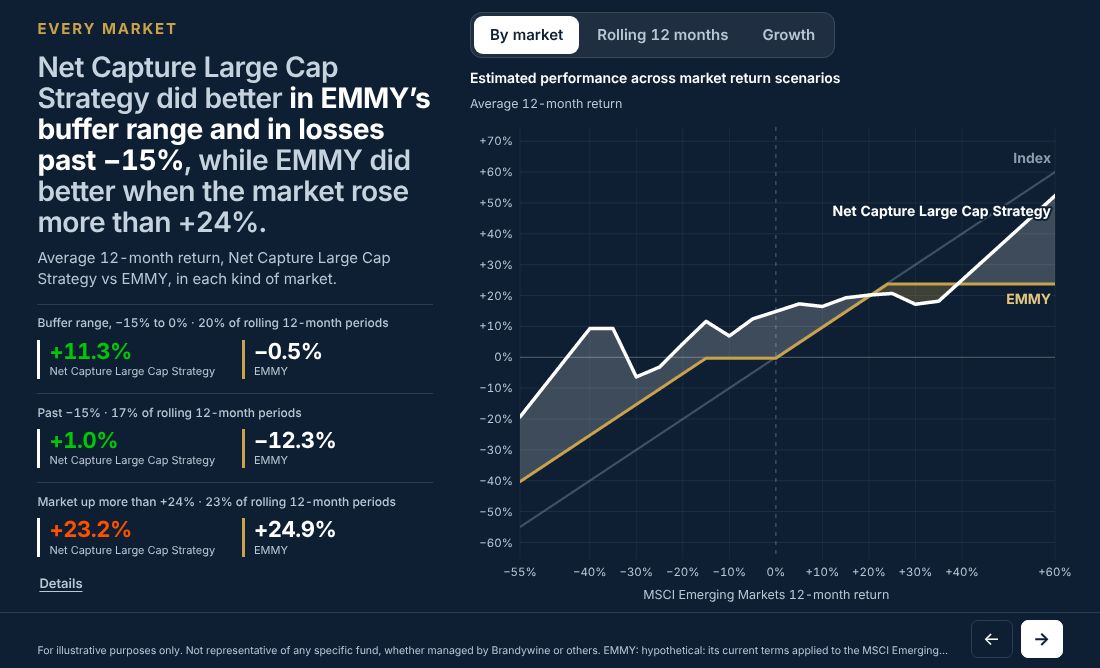 EVERY MARKET
Net Capture Large Cap
Strategy did better in EMMY’s
buffer range and in losses
past −15%, while EMMY did
better when the market rose
more than +24%.
Average 12-month return, Net Capture Large Cap
Strategy vs EMMY, in each kind of market.
Buffer range, −15% to 0% · 20% of rolling 12-month periods
+11.3%
Net Capture Large Cap Strategy
−0.5%
EMMY
Past −15% · 17% of rolling 12-month periods
+1.0%
Net Capture Large Cap Strategy
−12.3%
EMMY
Market up more than +24% · 23% of rolling 12-month periods
+23.2%
Net Capture Large Cap Strategy
+24.9%
EMMY
Details
By market
Rolling 12 months
Growth
Estimated performance across market return scenarios
Average 12-month return
+70%
+60%
+50%
+40%
+30%
+20%
+10%
0%
−10%
−20%
−30%
−40%
−50%
−60%
Index
Net Capture Large Cap Strategy
EMMY
−55% −40% −30% −20% −10% 0% +10% +20% +30% +40% +60%
MSCI Emerging Markets 12-month return
For illustrative purposes only. Not representative of any specific fund, whether managed by Brandywine or others. EMMY: hypothetical: its current terms applied to the MSCI Emerging…
← →